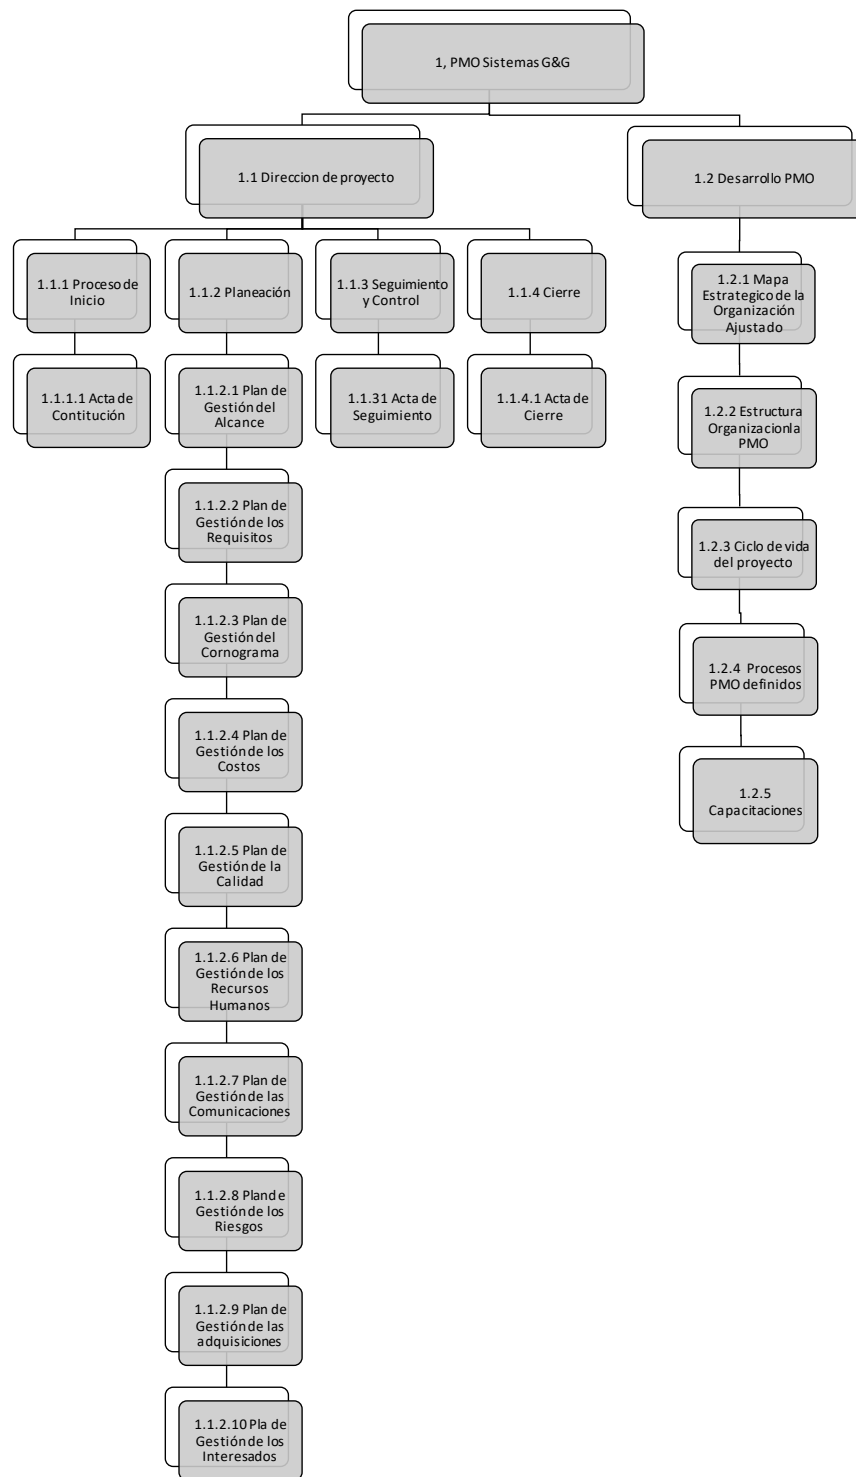 1, PMO Sistemas G&G
1.1 Direccion de proyecto
1.2 Desarrollo PMO
1.1.1 Proceso de
Inicio
1.1.2 Planeación
1.1.3 Seguimiento
y Control
1.1.4 Cierre
1.2.1 Mapa
Estrategico de la
Organización
Ajustado
1.1.1.1 Acta de
Contitución
1.1.2.1 Plan de
Gestión del
Alcance
1.1.31 Acta de
Seguimiento
1.1.4.1 Acta de
Cierre
1.2.2 Estructura
Organizacionla
PMO
1.1.2.2 Plan de
Gestión de los
Requisitos
1.2.3 Ciclo de vida
del proyecto
1.1.2.3 Plan de
Gestión del
Cornograma
1.2.4 Procesos
PMO definidos
1.1.2.4 Plan de
Gestión de los
Costos
1.2.5
Capacitaciones
1.1.2.5 Plan de
Gestión de la
Calidad
1.1.2.6 Plan de
Gestión de los
Recursos
Humanos
1.1.2.7 Plan de
Gestión de las
Comunicaciones
1.1.2.8 Plan de
Gestión de los
Riesgos
1.1.2.9 Plan de
Gestión de las
adquisiciones
1.1.2.10 Pla de
Gestión de los
Interesados